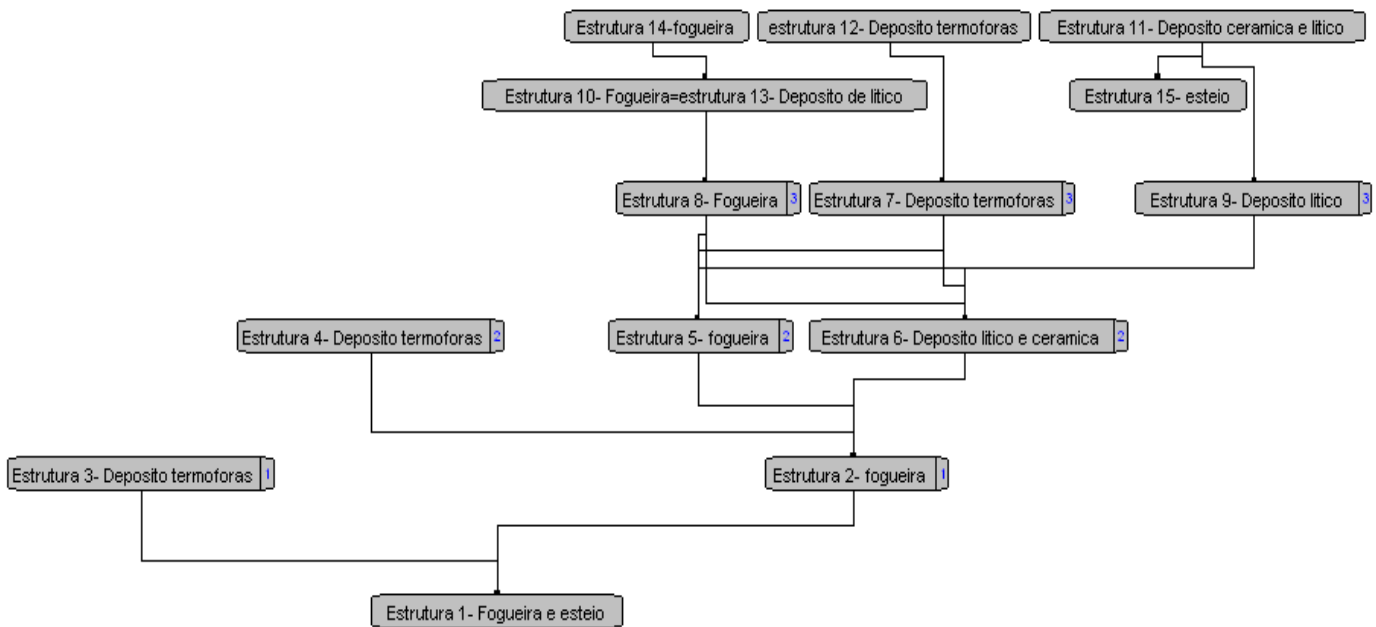 Estrutura 14-fogueira
estrutura 12- Deposito termoforas
Estrutura 11- Deposito ceramica e litico
Estrutura 10- Fogueira=estrutura 13- Deposito de litico
Estrutura 15- esteio
Estrutura 8- Fogueira 3
Estrutura 7- Deposito termoforas 3
Estrutura 9- Deposito litico 3
Estrutura 4- Deposito termoforas 2
Estrutura 5- fogueira 2
Estrutura 6- Deposito litico e ceramica 2
Estrutura 3- Deposito termoforas 1
Estrutura 2- fogueira 1
Estrutura 1- Fogueira e esteio